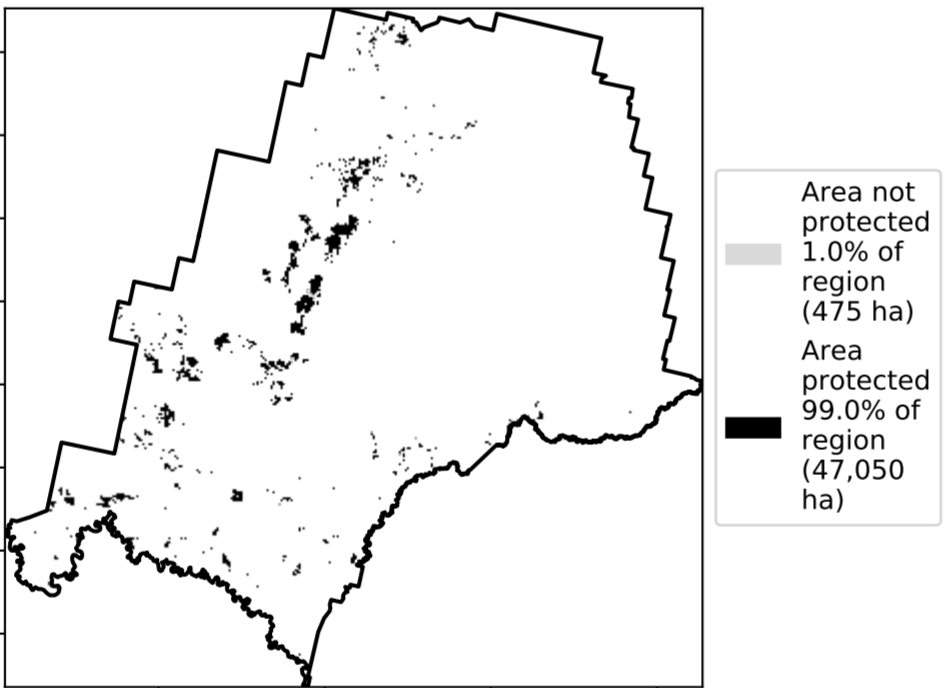 Area not
protected
1.0% of
region
(475 ha)
Area
protected
99.0% of
region
(47,050
ha)